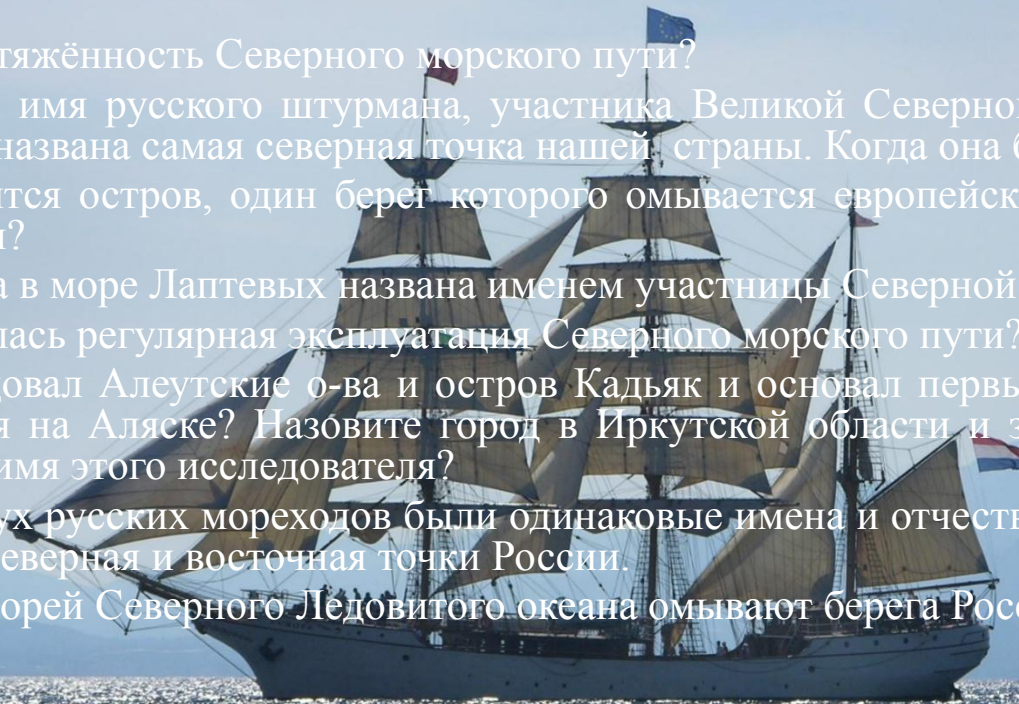 тяжённость Северного морского пути?
имя русского штурмана, участника Великой Северно
названа самая северная точка нашей страны. Когда она б
ится остров, один берег которого омывается европейск
и?
а в море Лаптевых названа именем участницы Северной
лась регулярная эксплуатация Северного морского пути?
довал Алеутские о-ва и остров Кадьяк и основал первы
я на Аляске? Назовите город в Иркутской области и з
имя этого исследователя?
ух русских мореходов были одинаковые имена и отчеств
еверная и восточная точки России.
орей Северного Ледовитого океана омывают берега Росс